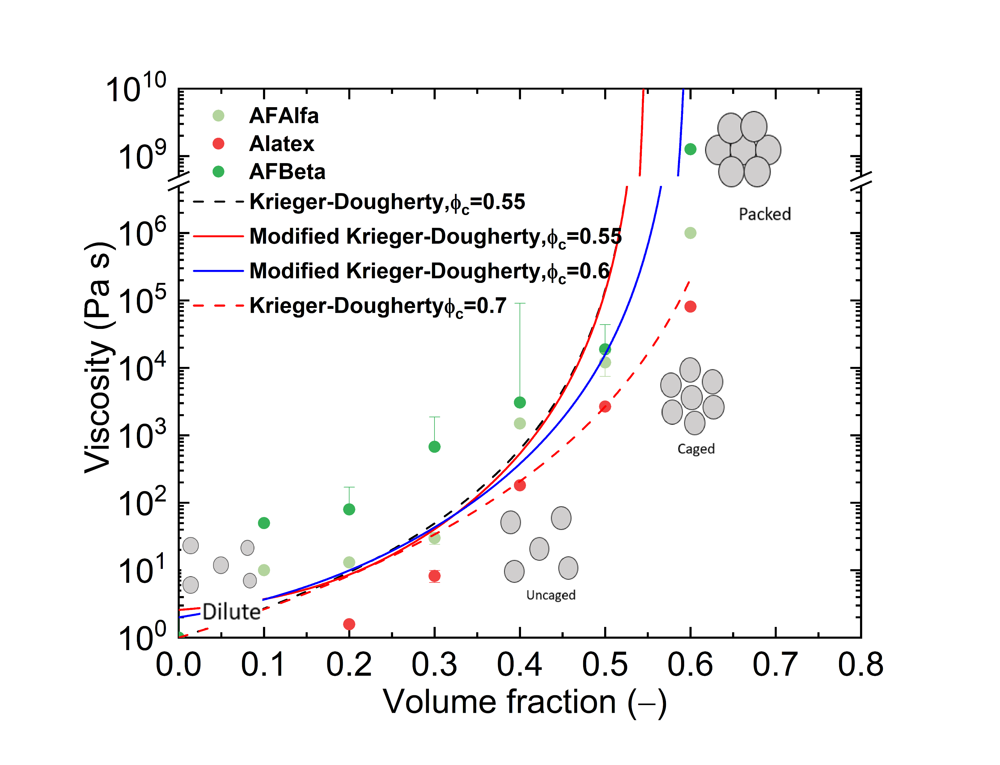 10^10
10^9
10^6
10^5
10^4
10^3
10^2
10^1
10^0
Viscosity (Pa s)
AFAlfa
Alatex
AFBeta
Krieger-Dougherty,ϕc=0.55
Modified Krieger-Dougherty,ϕc=0.55
Modified Krieger-Dougherty,ϕc=0.6
Krieger-Doughertyϕc=0.7
Packed
Caged
Uncaged
Dilute
0.0 0.1 0.2 0.3 0.4 0.5 0.6 0.7 0.8
Volume fraction (–)